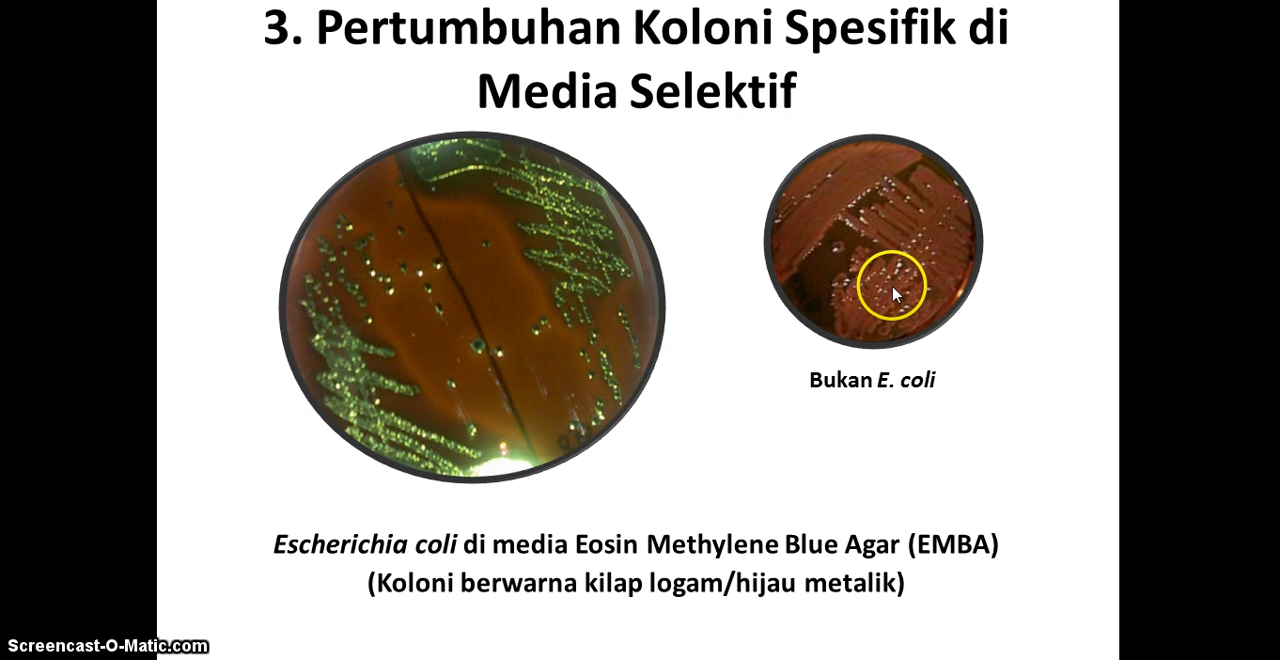 3. Pertumbuhan Koloni Spesifik di
Media Selektif
Bukan E. coli
Escherichia coli di media Eosin Methylene Blue Agar (EMBA)
(Koloni berwarna kilap logam/hijau metalik)
Screencast-O-Matic.com